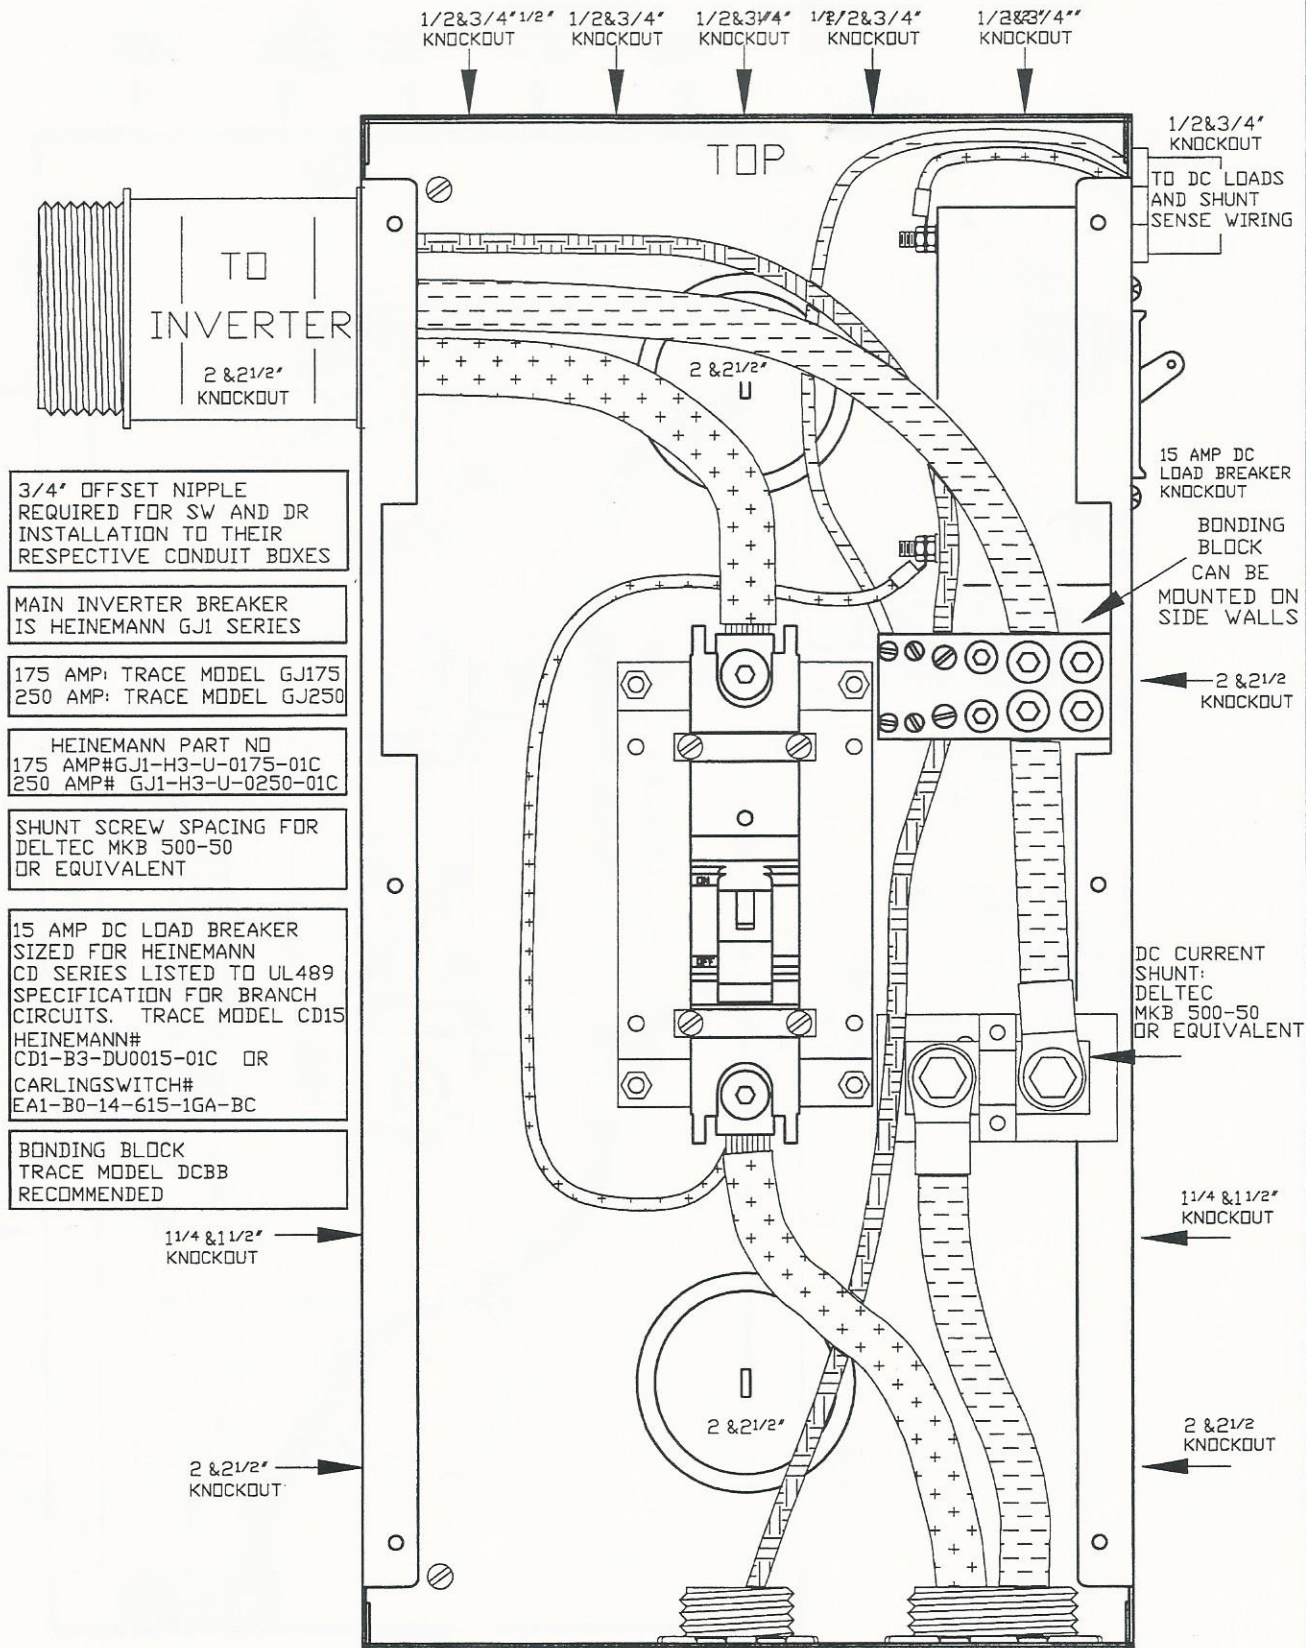 1/2&3/4" 1/2"
KNOCKOUT
1/2&3/4"
KNOCKOUT
1/2&3/4"
KNOCKOUT
1/2&3/4"
KNOCKOUT
1/2&3/4"
KNOCKOUT
TOP
1/2&3/4"
KNOCKOUT
TO DC LOADS
AND SHUNT
SENSE WIRING
TO
INVERTER
2 &2 1/2"
KNOCKOUT
2 &2 1/2"
15 AMP DC
LOAD BREAKER
KNOCKOUT
BONDING
BLOCK
CAN BE
MOUNTED ON
SIDE WALLS
2 &2 1/2
KNOCKOUT
3/4" OFFSET NIPPLE
REQUIRED FOR SW AND DR
INSTALLATION TO THEIR
RESPECTIVE CONDUIT BOXES
MAIN INVERTER BREAKER
IS HEINEMANN GJ1 SERIES
175 AMP: TRACE MODEL GJ175
250 AMP: TRACE MODEL GJ250
HEINEMANN PART NO
175 AMP#GJ1-H3-U-0175-01C
250 AMP# GJ1-H3-U-0250-01C
SHUNT SCREW SPACING FOR
DELTEC MKB 500-50
OR EQUIVALENT
15 AMP DC LOAD BREAKER
SIZED FOR HEINEMANN
CD SERIES LISTED TO UL489
SPECIFICATION FOR BRANCH
CIRCUITS. TRACE MODEL CD15
HEINEMANN#
CD1-B3-DU0015-01C OR
CARLINGSWITCH#
EA1-B0-14-615-1GA-BC
BONDING BLOCK
TRACE MODEL DCBB
RECOMMENDED
ON
OFF
DC CURRENT
SHUNT:
DELTEC
MKB 500-50
OR EQUIVALENT
1 1/4 &1 1/2"
KNOCKOUT
1 1/4 &1 1/2"
KNOCKOUT
2 &2 1/2"
2 &2 1/2"
KNOCKOUT
2 &2 1/2
KNOCKOUT